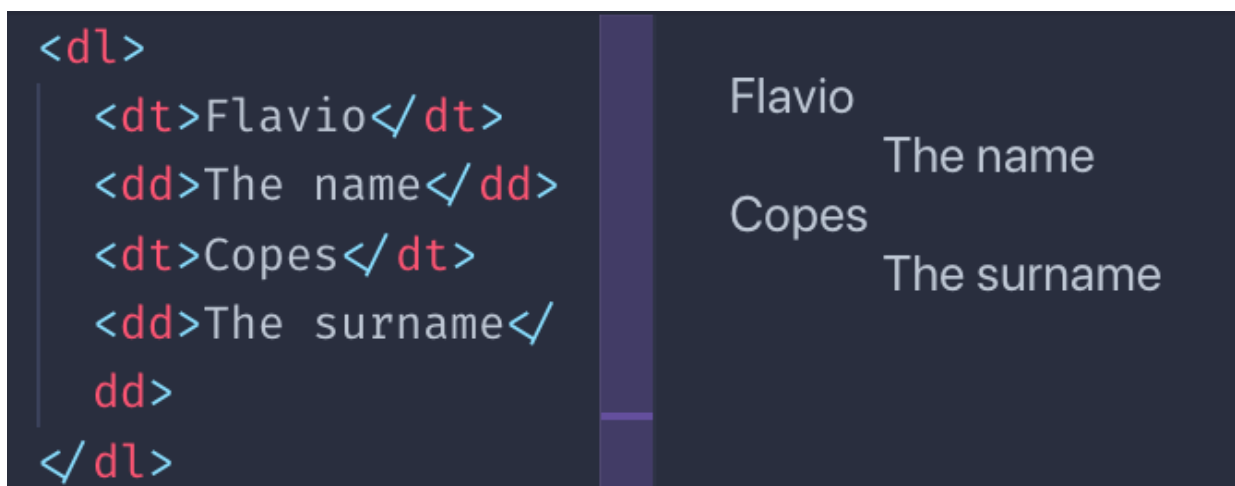 <dl>
<dt>Flavio</dt>
<dd>The name</dd>
<dt>Copes</dt>
<dd>The surname</
dd>
</dl>
Flavio
The name
Copes
The surname